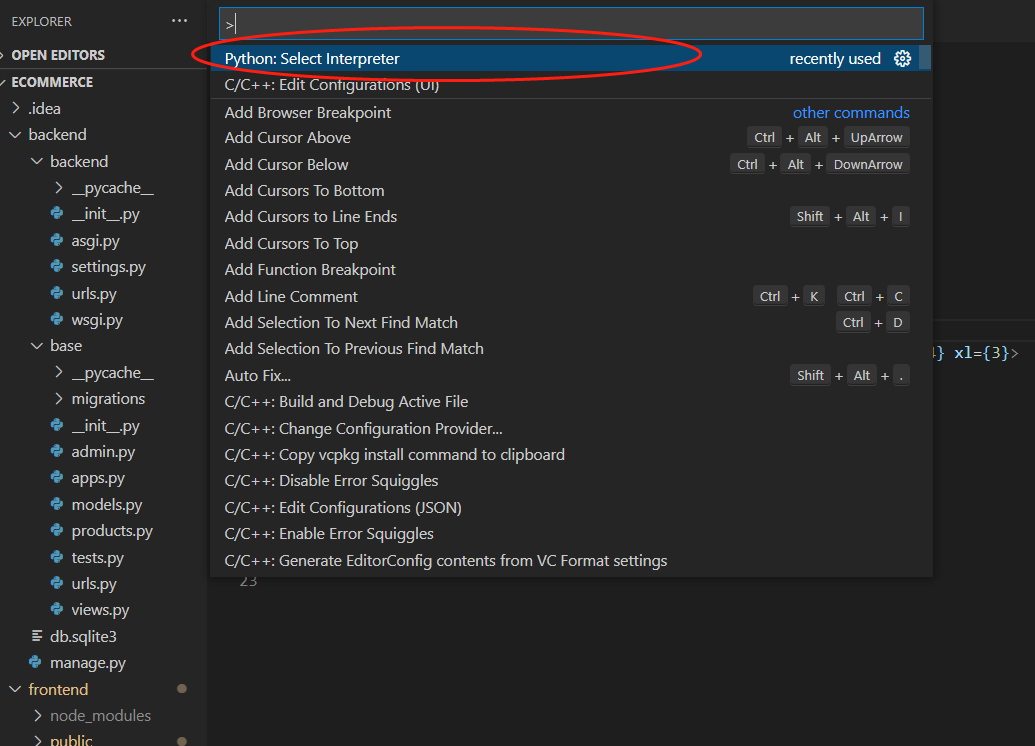 EXPLORER
OPEN EDITORS
ECOMMERCE
.idea
backend
backend
__pycache__
__init__.py
asgi.py
settings.py
urls.py
wsgi.py
base
__pycache__
migrations
__init__.py
admin.py
apps.py
models.py
products.py
tests.py
urls.py
views.py
db.sqlite3
manage.py
frontend
node_modules
public
>
Python: Select Interpreter recently used
C/C++: Edit Configurations (UI)
Add Browser Breakpoint other commands
Add Cursor Above Ctrl + Alt + UpArrow
Add Cursor Below Ctrl + Alt + DownArrow
Add Cursors To Bottom
Add Cursors to Line Ends Shift + Alt + I
Add Cursors To Top
Add Function Breakpoint
Add Line Comment Ctrl + K Ctrl + C
Add Selection To Next Find Match Ctrl + D
Add Selection To Previous Find Match
Auto Fix... Shift + Alt + .
C/C++: Build and Debug Active File
C/C++: Change Configuration Provider...
C/C++: Copy vcpkg install command to clipboard
C/C++: Disable Error Squiggles
C/C++: Edit Configurations (JSON)
C/C++: Enable Error Squiggles
C/C++: Generate EditorConfig contents from VC Format settings
} xl={3}>
23